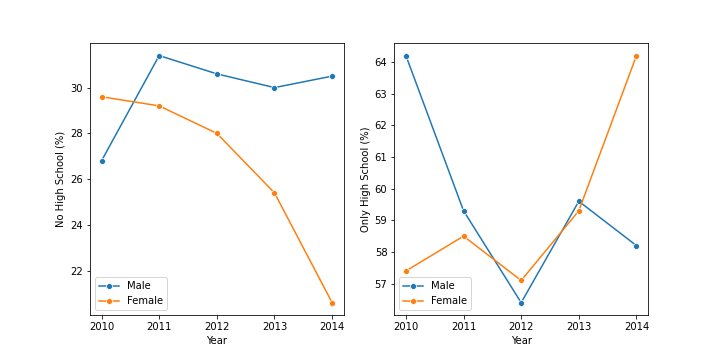 No High School (%)
30
28
26
24
22
Male
Female
2010
2011
2012
2013
2014
Year
Only High School (%)
64
63
62
61
60
59
58
57
Male
Female
2010
2011
2012
2013
2014
Year